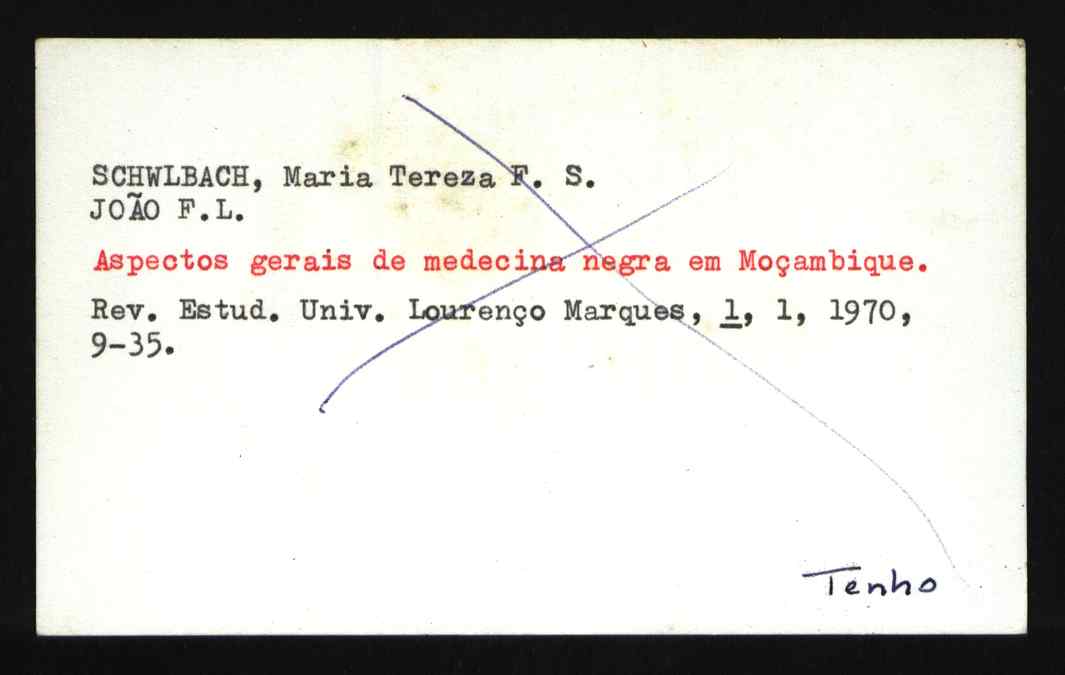 SCHWLBACH, Maria Tereza F. S.
JOÃO F.L.
Aspectos gerais de medecina negra em Moçambique.
Rev. Estud. Univ. Lourenço Marques, 1, 1, 1970,
9-35.
Tenho